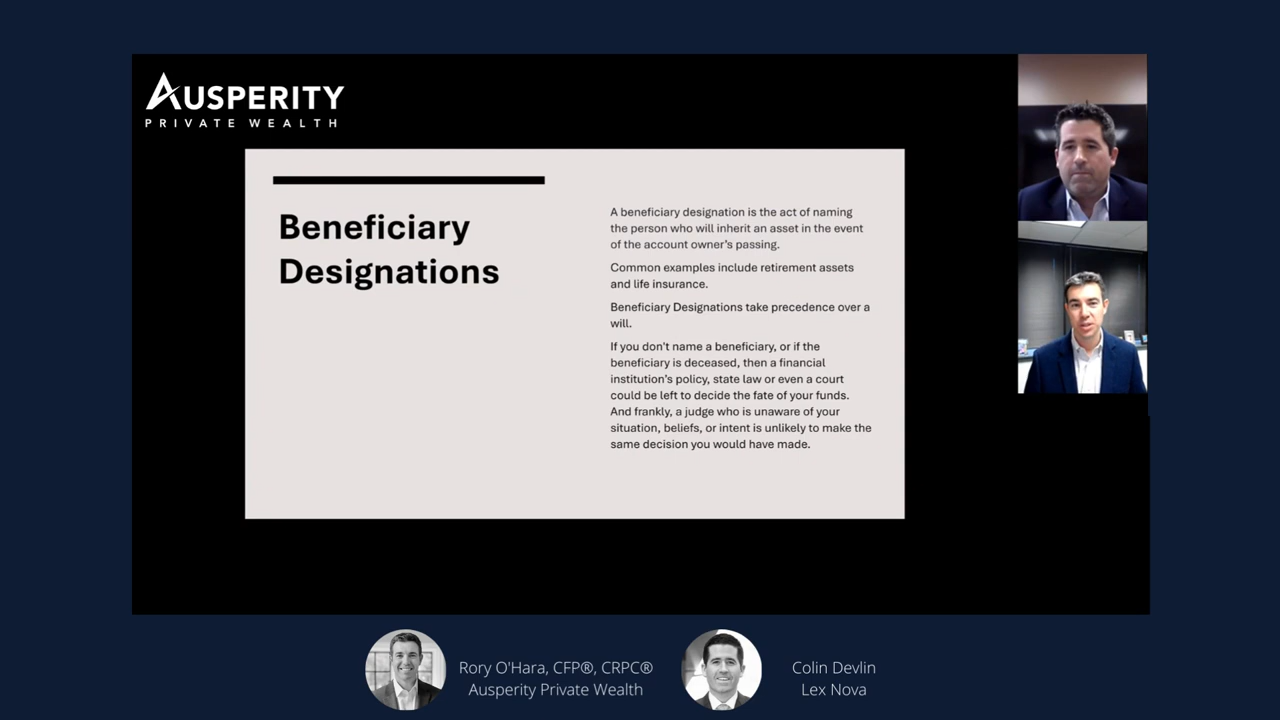 AUSPERITY
PRIVATE WEALTH
Beneficiary
Designations
A beneficiary designation is the act of naming
the person who will inherit an asset in the event
of the account owner's passing.
Common examples include retirement assets
and life insurance.
Beneficiary Designations take precedence over a
will.
If you don't name a beneficiary, or if the
beneficiary is deceased, then a financial
institution's policy, state law or even a court
could be left to decide the fate of your funds.
And frankly, a judge who is unaware of your
situation, beliefs, or intent is unlikely to make the
same decision you would have made.
Rory O'Hara, CFP®, CRPC®
Ausperity Private Wealth
Colin Devlin
Lex Nova